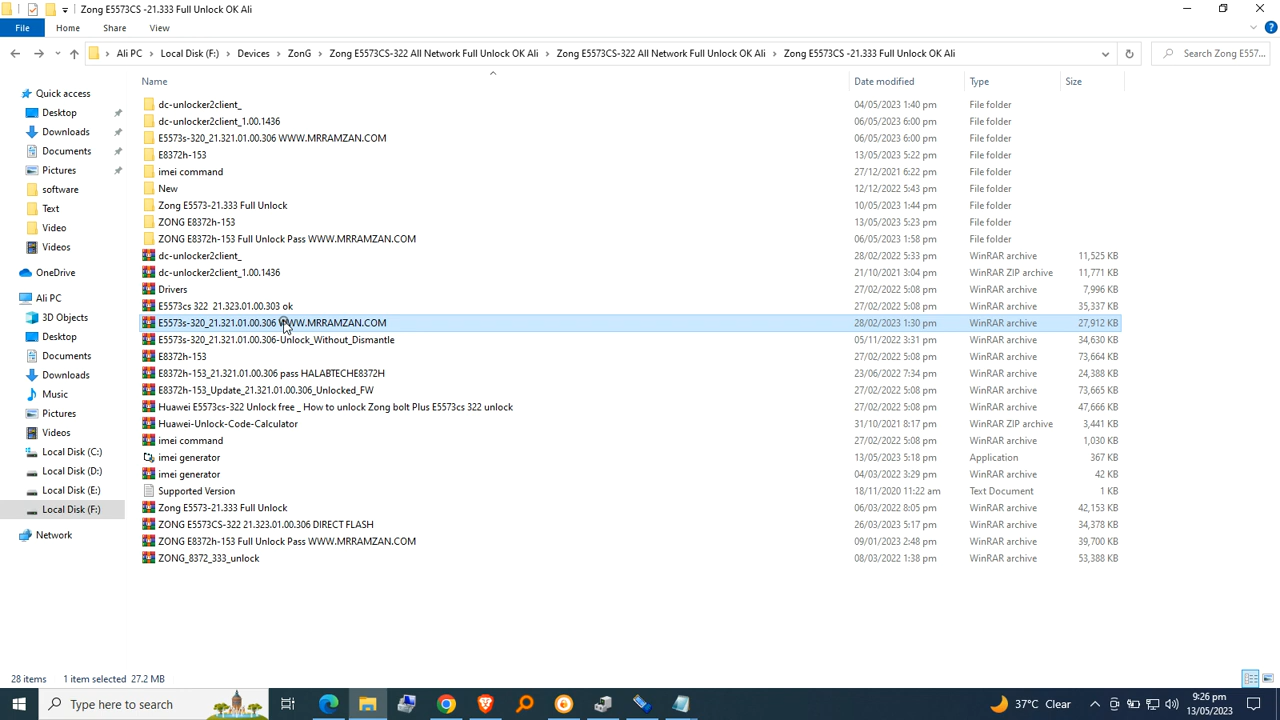 Zong E5573CS -21.333 Full Unlock OK Ali
File Home Share View
Ali PC Local Disk (F:) Devices ZonG Zong E5573CS-322 All Network Full Unlock OK Ali Zong E5573CS-322 All Network Full Unlock OK Ali Zong E5573CS -21.333 Full Unlock OK Ali Search Zong E557...
Name Date modified Type Size
Quick access
Desktop
Downloads
Documents
Pictures
software
Text
Video
Videos
OneDrive
Ali PC
3D Objects
Desktop
Documents
Downloads
Music
Pictures
Videos
Local Disk (C:)
Local Disk (D:)
Local Disk (E:)
Local Disk (F:)
Network
dc-unlocker2client_ 04/05/2023 1:40 pm File folder
dc-unlocker2client_1.00.1436 06/05/2023 6:00 pm File folder
E5573s-320_21.321.01.00.306 WWW.MRRAMZAN.COM 06/05/2023 6:00 pm File folder
E8372h-153 13/05/2023 5:22 pm File folder
imei command 27/12/2021 6:22 pm File folder
New 12/12/2022 5:43 pm File folder
Zong E5573-21.333 Full Unlock 10/05/2023 1:44 pm File folder
ZONG E8372h-153 13/05/2023 5:23 pm File folder
ZONG E8372h-153 Full Unlock Pass WWW.MRRAMZAN.COM 06/05/2023 1:58 pm File folder
dc-unlocker2client_ 28/02/2022 5:33 pm WinRAR archive 11,525 KB
dc-unlocker2client_1.00.1436 21/10/2021 3:04 pm WinRAR ZIP archive 11,771 KB
Drivers 27/02/2022 5:08 pm WinRAR archive 7,996 KB
E5573cs 322 21.323.01.00.303 ok 27/02/2022 5:08 pm WinRAR archive 35,337 KB
E5573s-320_21.321.01.00.306 WWW.MRRAMZAN.COM 28/02/2023 1:30 pm WinRAR archive 27,912 KB
E5573s-320_21.321.01.00.306-Unlock_Without_Dismantle 05/11/2022 3:31 pm WinRAR archive 34,630 KB
E8372h-153 27/02/2022 5:08 pm WinRAR archive 73,664 KB
E8372h-153_21.321.01.00.306 pass HALABTECHE8372H 23/06/2022 7:34 pm WinRAR archive 24,388 KB
E8372h-153_Update_21.321.01.00.306_Unlocked_FW 27/02/2022 5:08 pm WinRAR archive 73,665 KB
Huawei E5573cs-322 Unlock free _ How to unlock Zong bolt Plus E5573cs 322 unlock 27/02/2022 5:08 pm WinRAR archive 47,666 KB
Huawei-Unlock-Code-Calculator 31/10/2021 8:17 pm WinRAR ZIP archive 3,441 KB
imei command 27/02/2022 5:08 pm WinRAR archive 1,030 KB
imei generator 13/05/2023 5:18 pm Application 367 KB
imei generator 04/03/2022 3:29 pm WinRAR archive 42 KB
Supported Version 18/11/2020 11:22 am Text Document 1 KB
Zong E5573-21.333 Full Unlock 06/03/2022 8:05 pm WinRAR archive 42,153 KB
ZONG E5573CS-322 21.323.01.00.306 DIRECT FLASH 26/03/2023 5:17 pm WinRAR archive 34,378 KB
ZONG E8372h-153 Full Unlock Pass WWW.MRRAMZAN.COM 09/01/2023 2:48 pm WinRAR archive 39,700 KB
ZONG_8372_333_unlock 08/03/2022 1:38 pm WinRAR archive 53,388 KB
28 items 1 item selected 27.2 MB
Type here to search 37°C Clear 9:26 pm
13/05/2023